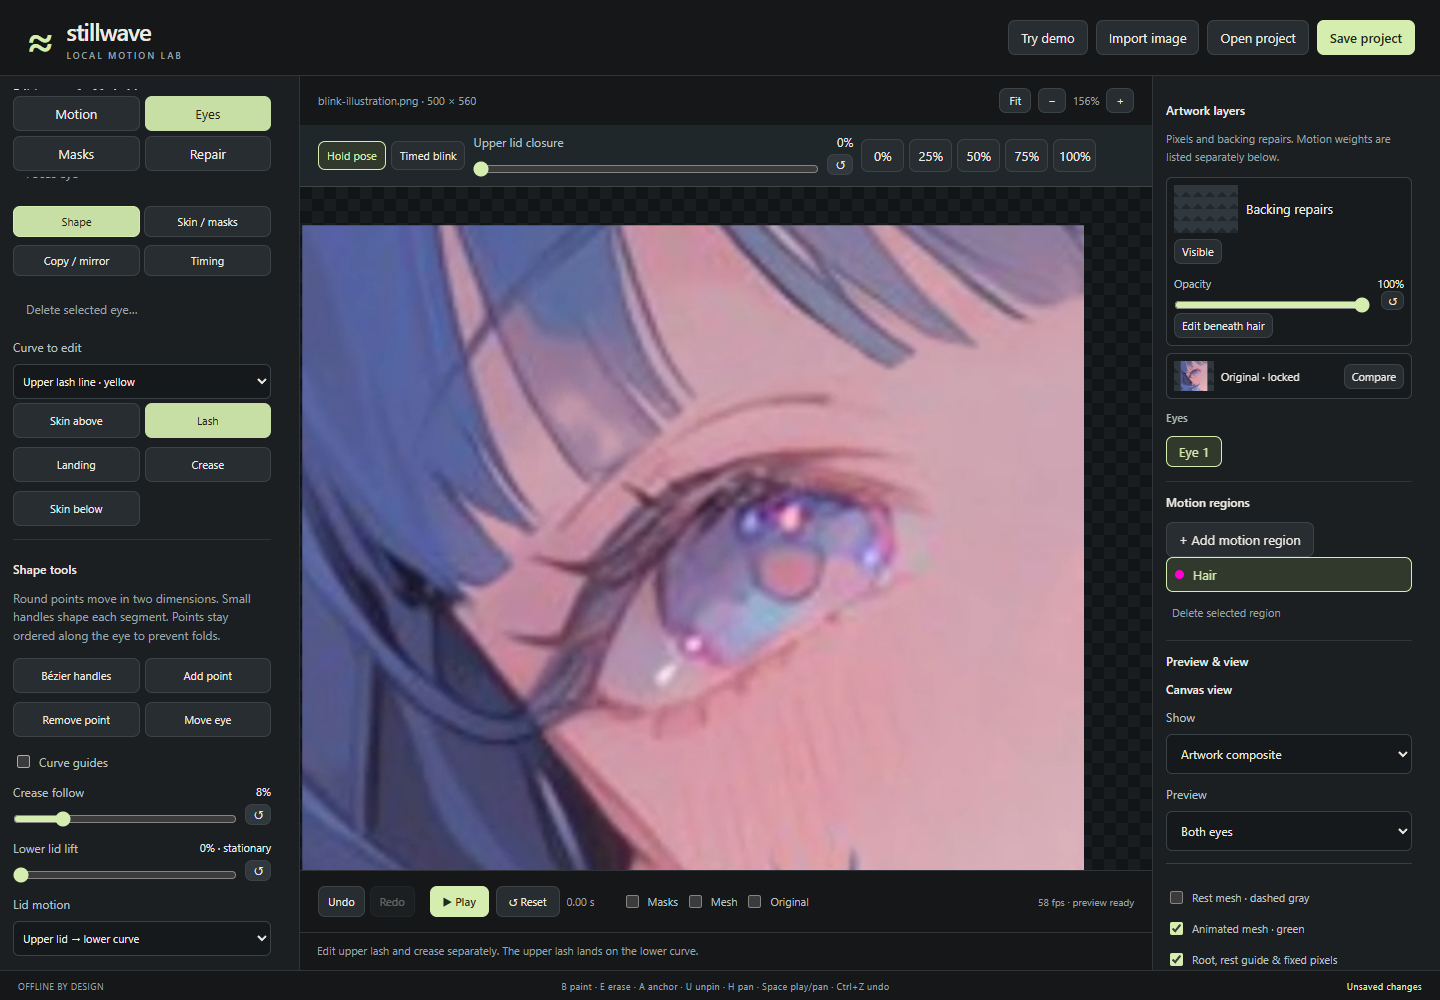 stillwave
LOCAL MOTION LAB
Try demo
Import image
Open project
Save project
Motion
Eyes
Masks
Repair
Shape
Skin / masks
Copy / mirror
Timing
Delete selected eye...
Curve to edit
Upper lash line · yellow
Skin above
Lash
Landing
Crease
Skin below
Shape tools
Round points move in two dimensions. Small
handles shape each segment. Points stay
ordered along the eye to prevent folds.
Bézier handles
Add point
Remove point
Move eye
Curve guides
Crease follow
8%
Lower lid lift
0% · stationary
Lid motion
Upper lid → lower curve
blink-illustration.png · 500 × 560
Fit
−
156%
+
Hold pose
Timed blink
Upper lid closure
0%
0%
25%
50%
75%
100%
Undo
Redo
▶ Play
↺ Reset
0.00 s
Masks
Mesh
Original
58 fps · preview ready
Edit upper lash and crease separately. The upper lash lands on the lower curve.
Artwork layers
Pixels and backing repairs. Motion weights are
listed separately below.
Backing repairs
Visible
Opacity
100%
Edit beneath hair
Original · locked
Compare
Eyes
Eye 1
Motion regions
+ Add motion region
Hair
Delete selected region
Preview & view
Canvas view
Show
Artwork composite
Preview
Both eyes
Rest mesh · dashed gray
Animated mesh · green
Root, rest guide & fixed pixels
OFFLINE BY DESIGN
B paint · E erase · A anchor · U unpin · H pan · Space play/pan · Ctrl+Z undo
Unsaved changes